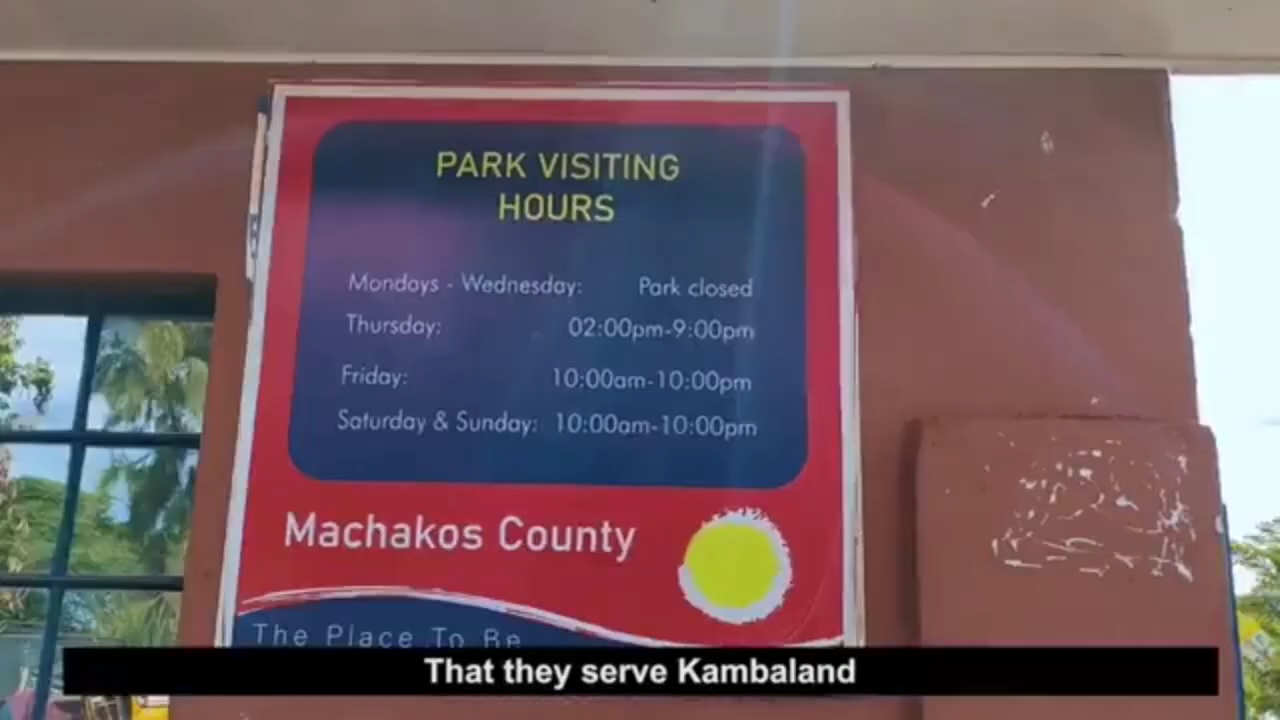 PARK VISITING
HOURS
Mondays - Wednesday: Park closed
Thursday: 02:00pm-9:00pm
Friday: 10:00am-10:00pm
Saturday & Sunday: 10:00am-10:00pm
Machakos County
The Place To Be
That they serve Kambaland